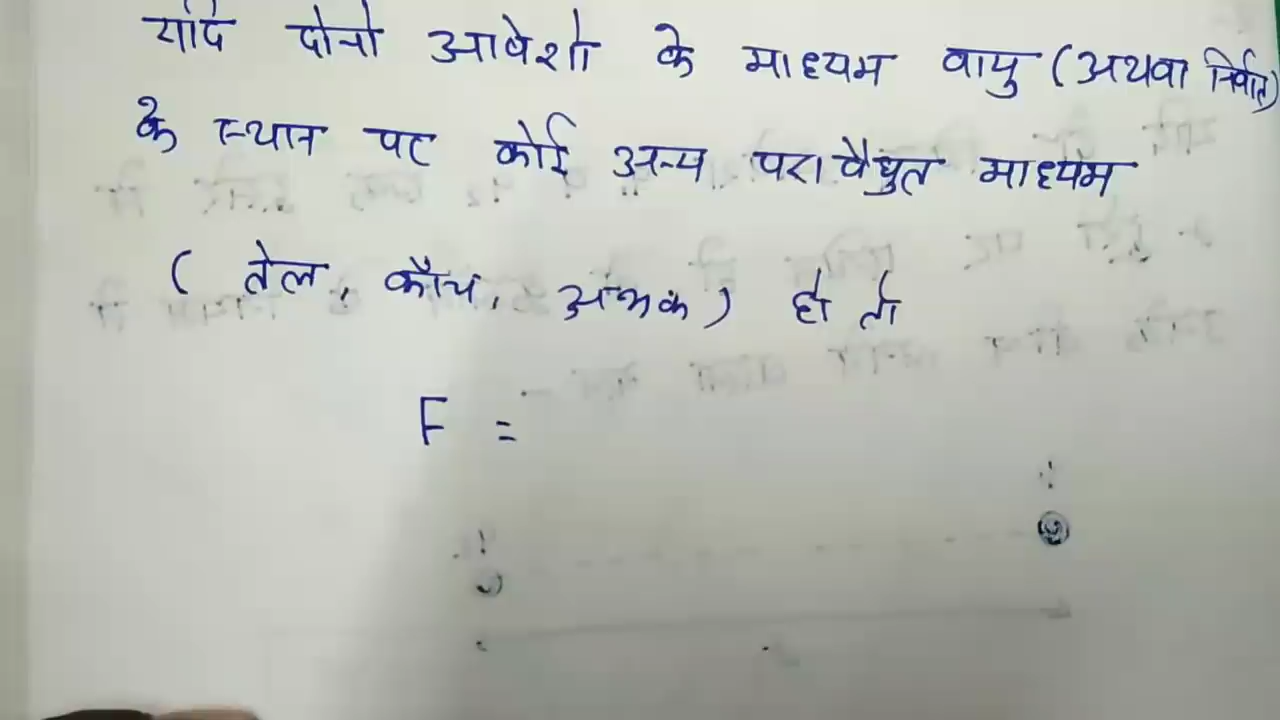 यदि दोनो आवेशो के माध्यम वायु (अथवा निर्वात)
के स्थान पर कोई अन्य परावैधुत माध्यम
( तेल, काँच, अभ्रक) हो तो
F =